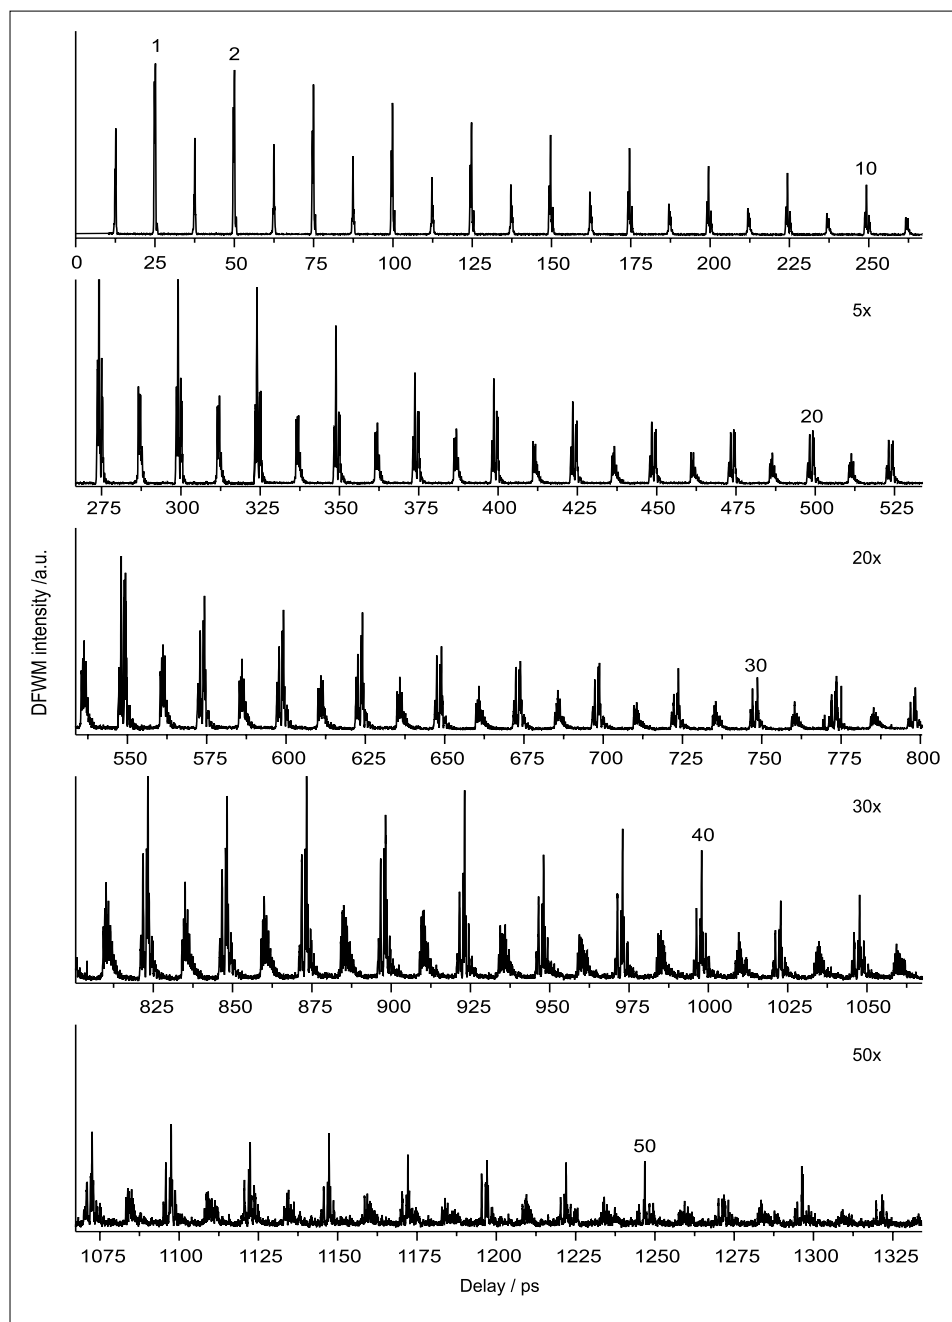 1
2
10
0 25 50 75 100 125 150 175 200 225 250
5x
20
275 300 325 350 375 400 425 450 475 500 525
20x
30
550 575 600 625 650 675 700 725 750 775 800
30x
40
825 850 875 900 925 950 975 1000 1025 1050
50x
50
1075 1100 1125 1150 1175 1200 1225 1250 1275 1300 1325
Delay / ps
DFWM intensity /a.u.